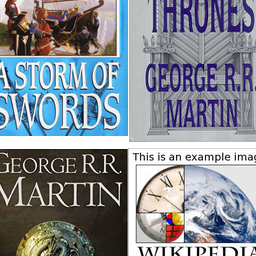 A STORM OF
SWORDS
THRONES
GEORGE R.R.
MARTIN
GEORGE R.R.
MARTIN
This is an example imag
WIKIPEDIA